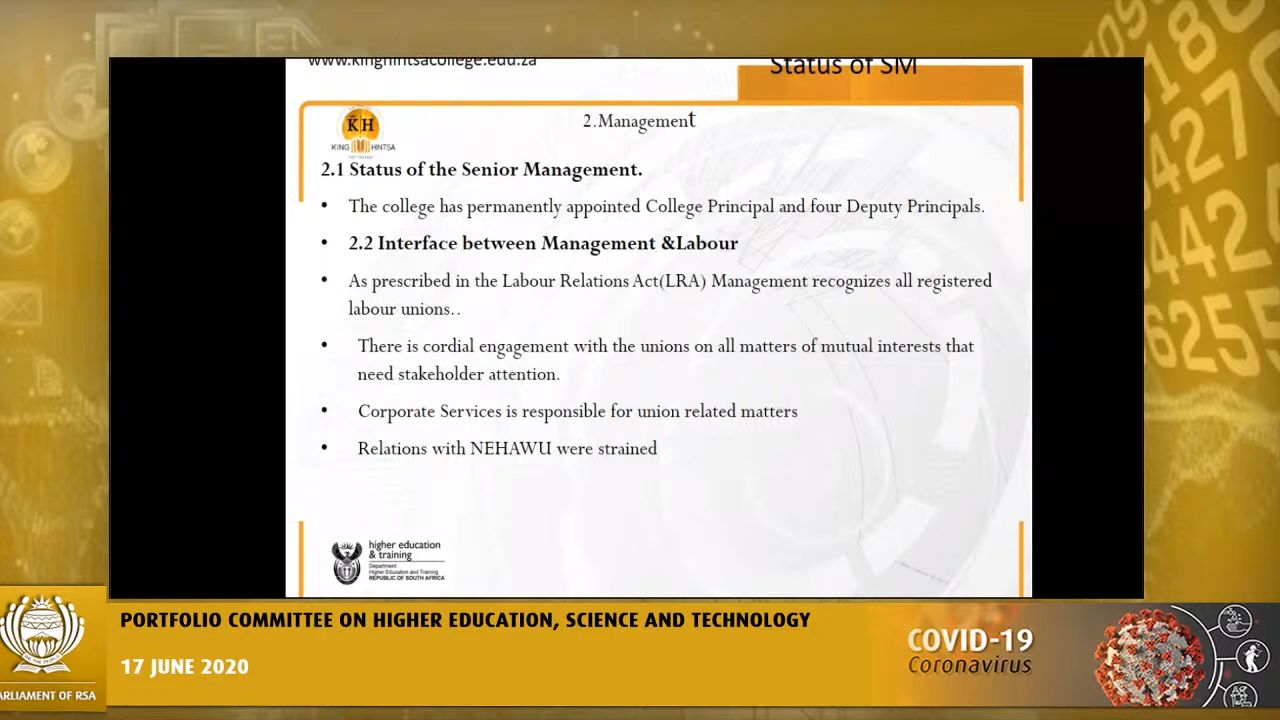 www.kinghintsacollege.edu.za
Status of SM
2.Management
KH
KING HINTSA
2.1 Status of the Senior Management.
• The college has permanently appointed College Principal and four Deputy Principals.
• 2.2 Interface between Management &Labour
• As prescribed in the Labour Relations Act(LRA) Management recognizes all registered
labour unions..
• There is cordial engagement with the unions on all matters of mutual interests that
need stakeholder attention.
• Corporate Services is responsible for union related matters
• Relations with NEHAWU were strained
higher education
& training
Department:
Higher Education and Training
REPUBLIC OF SOUTH AFRICA
PORTFOLIO COMMITTEE ON HIGHER EDUCATION, SCIENCE AND TECHNOLOGY
17 JUNE 2020
ARLIAMENT OF RSA
COVID-19
Coronavirus